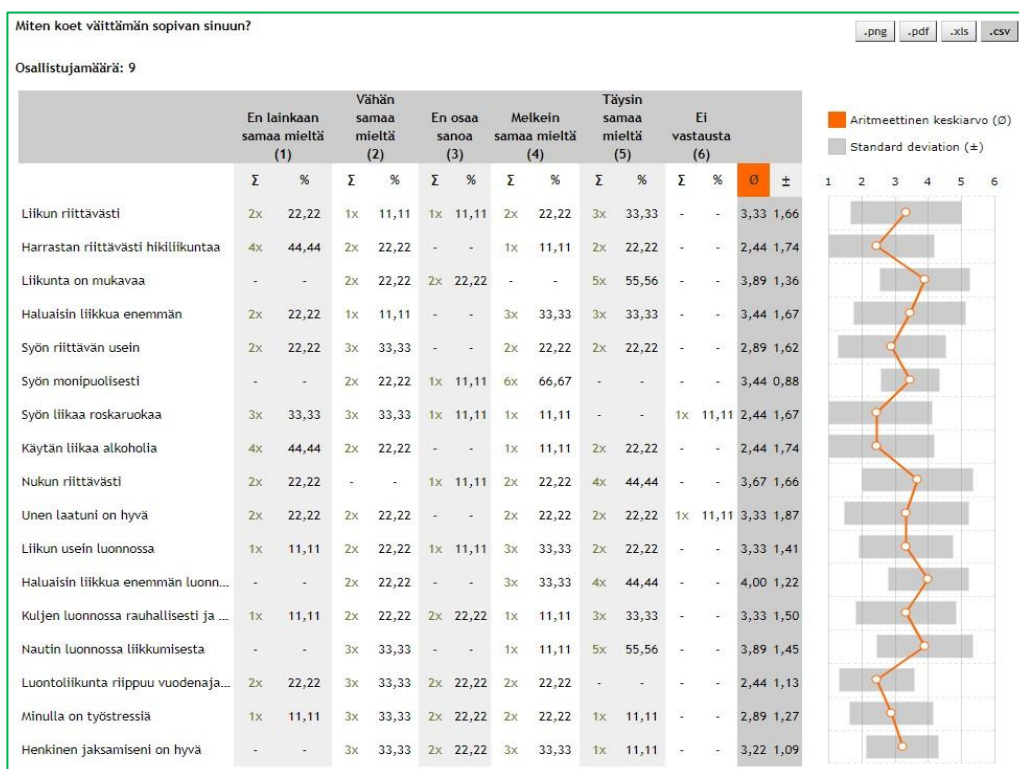 Miten koet väittämän sopivan sinuun?
.png .pdf .xls .csv
Osallistujamäärä: 9
En lainkaan samaa mieltä (1) Vähän samaa mieltä (2) En osaa sanoa (3) Melkein samaa mieltä (4) Täysin samaa mieltä (5) Ei vastausta (6)
Σ % Σ % Σ % Σ % Σ % Σ % Ø ±
Liikun riittävästi 2x 22,22 1x 11,11 1x 11,11 2x 22,22 3x 33,33 - - 3,33 1,66
Harrastan riittävästi hikiliikuntaa 4x 44,44 2x 22,22 - - 1x 11,11 2x 22,22 - - 2,44 1,74
Liikunta on mukavaa - - 2x 22,22 2x 22,22 - - 5x 55,56 - - 3,89 1,36
Haluaisin liikkua enemmän 2x 22,22 1x 11,11 - - 3x 33,33 3x 33,33 - - 3,44 1,67
Syön riittävän usein 2x 22,22 3x 33,33 - - 2x 22,22 2x 22,22 - - 2,89 1,62
Syön monipuolisesti - - 2x 22,22 1x 11,11 6x 66,67 - - - - 3,44 0,88
Syön liikaa roskaruokaa 3x 33,33 3x 33,33 1x 11,11 1x 11,11 - - 1x 11,11 2,44 1,67
Käytän liikaa alkoholia 4x 44,44 2x 22,22 - - 1x 11,11 2x 22,22 - - 2,44 1,74
Nukun riittävästi 2x 22,22 - - 1x 11,11 2x 22,22 4x 44,44 - - 3,67 1,66
Unen laatuni on hyvä 2x 22,22 2x 22,22 - - 2x 22,22 2x 22,22 1x 11,11 3,33 1,87
Liikun usein luonnossa 1x 11,11 2x 22,22 1x 11,11 3x 33,33 2x 22,22 - - 3,33 1,41
Haluaisin liikkua enemmän luonn... - - 2x 22,22 - - 3x 33,33 4x 44,44 - - 4,00 1,22
Kuljen luonnossa rauhallisesti ja ... 1x 11,11 2x 22,22 2x 22,22 1x 11,11 3x 33,33 - - 3,33 1,50
Nautin luonnossa liikkumisesta - - 3x 33,33 - - 1x 11,11 5x 55,56 - - 3,89 1,45
Luontoliikunta riippuu vuodenaja... 2x 22,22 3x 33,33 2x 22,22 2x 22,22 - - - - 2,44 1,13
Minulla on työstressiä 1x 11,11 3x 33,33 2x 22,22 2x 22,22 1x 11,11 - - 2,89 1,27
Henkinen jaksamiseni on hyvä - - 3x 33,33 2x 22,22 3x 33,33 1x 11,11 - - 3,22 1,09
Aritmeettinen keskiarvo (Ø)
Standard deviation (±)
1 2 3 4 5 6